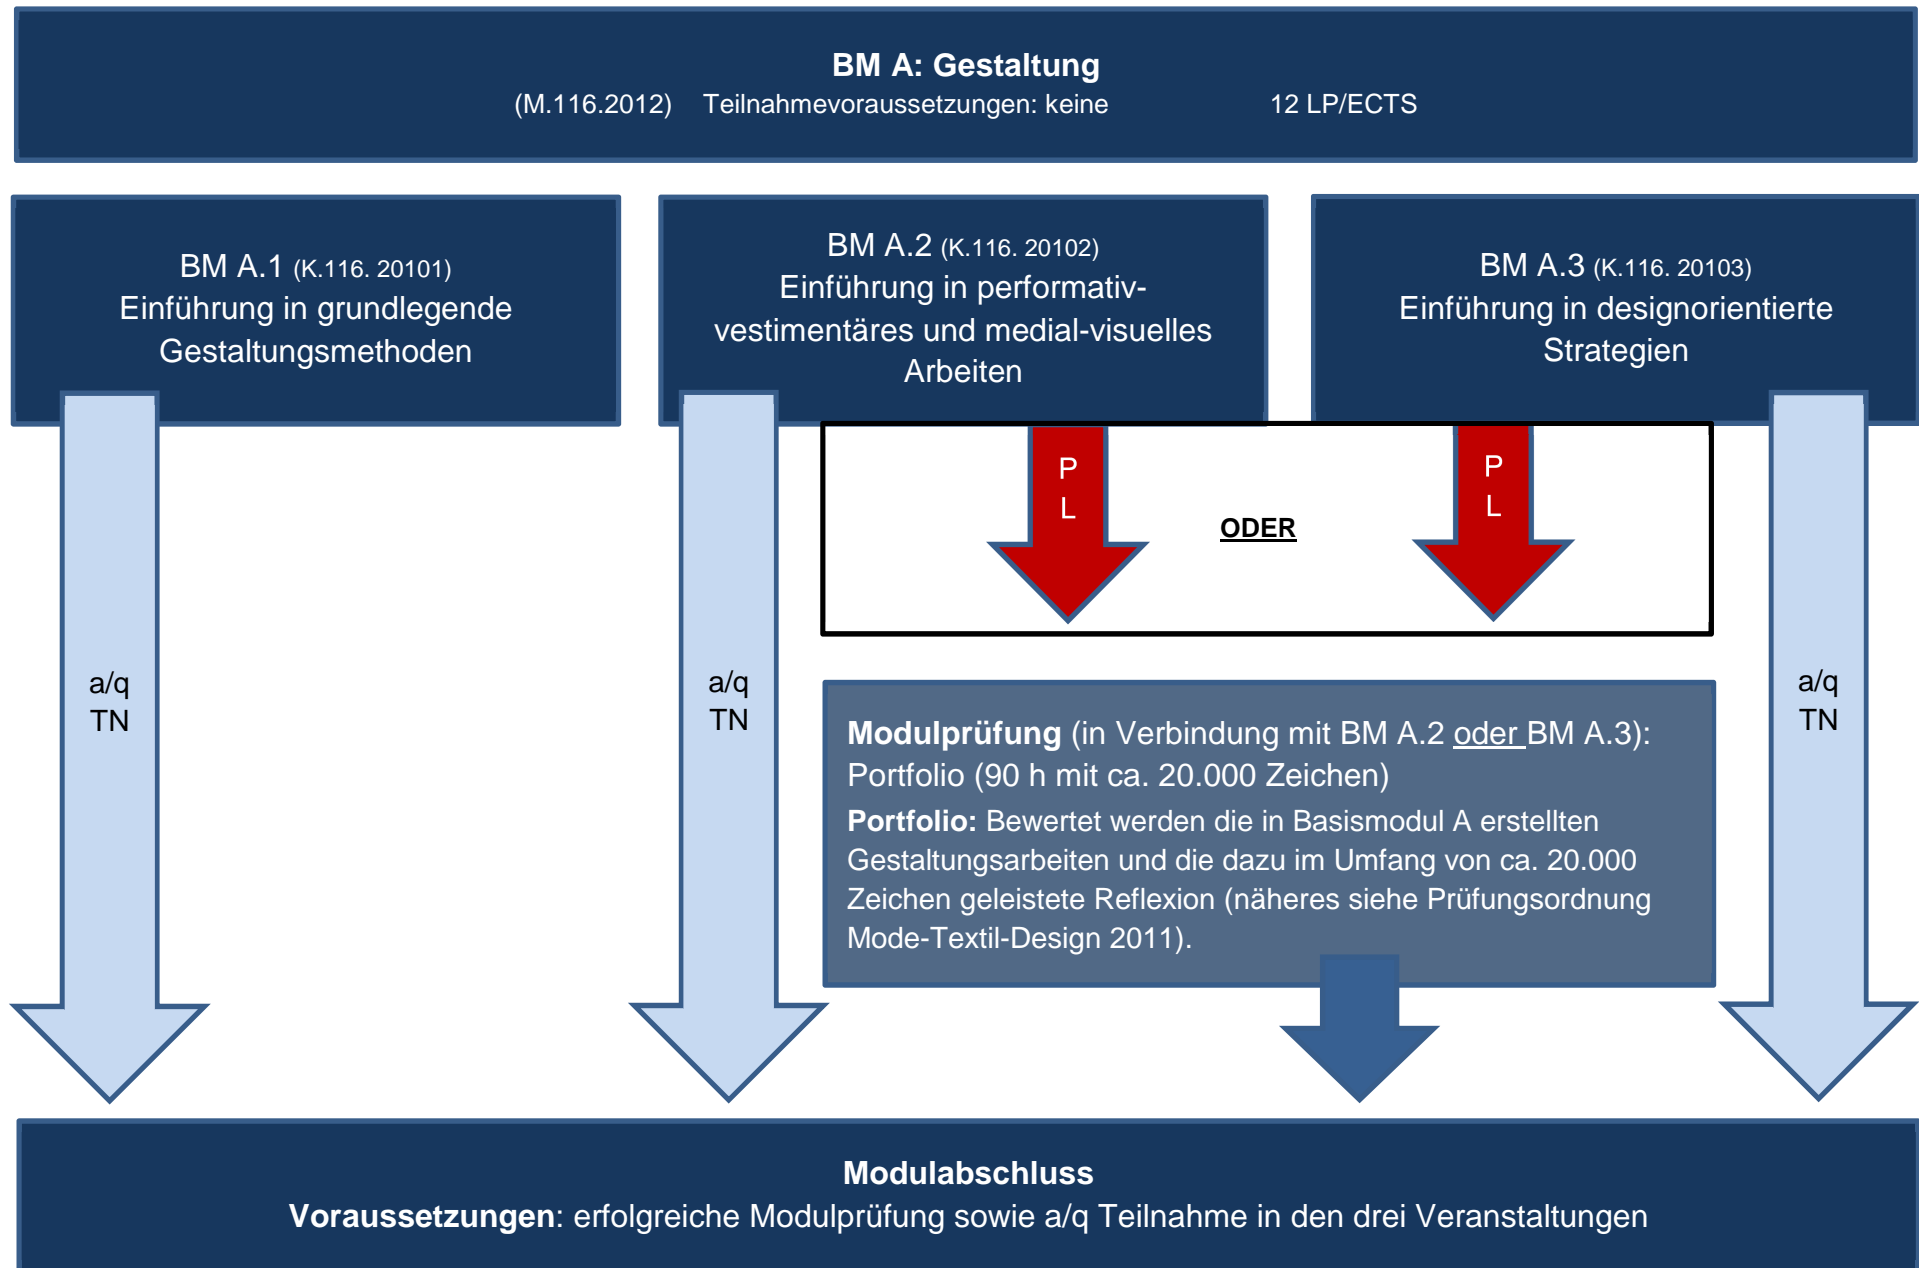 BM A: Gestaltung
(M.116.2012) Teilnahmevoraussetzungen: keine 12 LP/ECTS
BM A.1 (K.116. 20101)
Einführung in grundlegende
Gestaltungsmethoden
BM A.2 (K.116. 20102)
Einführung in performativ-
vestimentäres und medial-visuelles
Arbeiten
BM A.3 (K.116. 20103)
Einführung in designorientierte
Strategien
P
L
ODER
P
L
a/q
TN
a/q
TN
a/q
TN
Modulprüfung (in Verbindung mit BM A.2 oder BM A.3):
Portfolio (90 h mit ca. 20.000 Zeichen)
Portfolio: Bewertet werden die in Basismodul A erstellten
Gestaltungsarbeiten und die dazu im Umfang von ca. 20.000
Zeichen geleistete Reflexion (näheres siehe Prüfungsordnung
Mode-Textil-Design 2011).
Modulabschluss
Voraussetzungen: erfolgreiche Modulprüfung sowie a/q Teilnahme in den drei Veranstaltungen